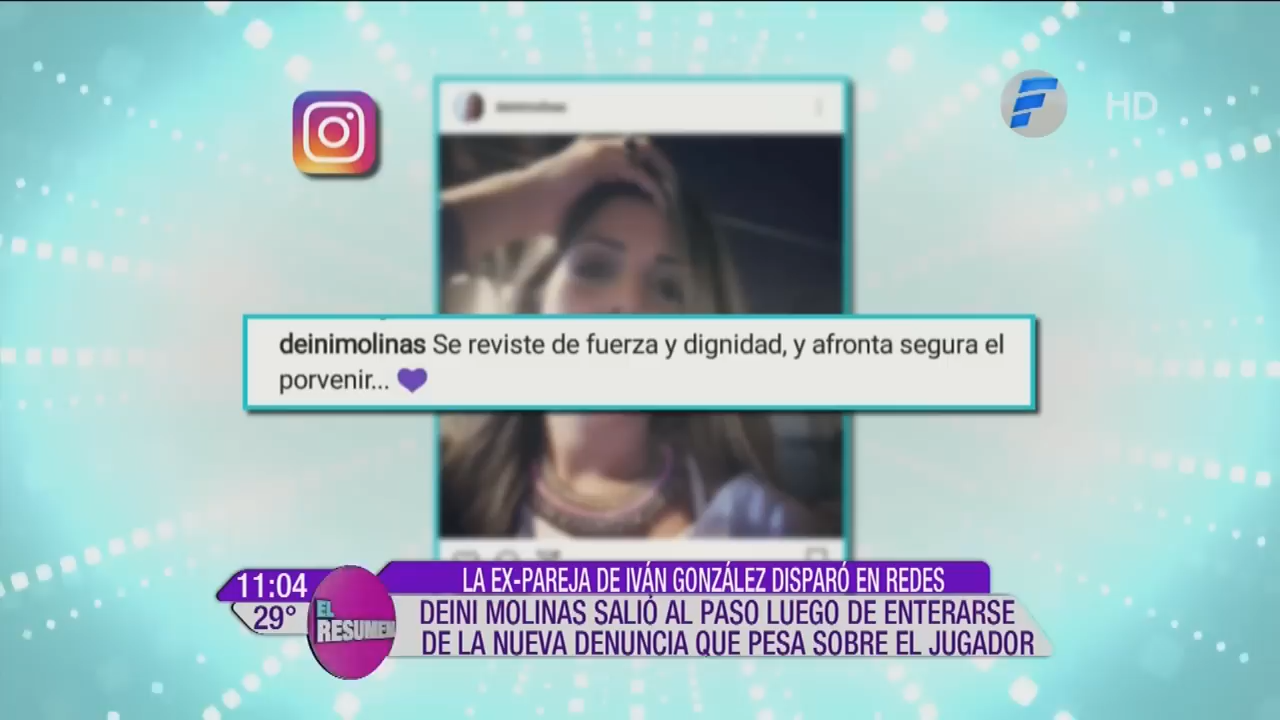 HD
deinimolinas Se reviste de fuerza y dignidad, y afronta segura el
porvenir... 💜
11:04
29°
EL
RESUMEN
LA EX-PAREJA DE IVÁN GONZÁLEZ DISPARÓ EN REDES
DEINI MOLINAS SALIÓ AL PASO LUEGO DE ENTERARSE
DE LA NUEVA DENUNCIA QUE PESA SOBRE EL JUGADOR